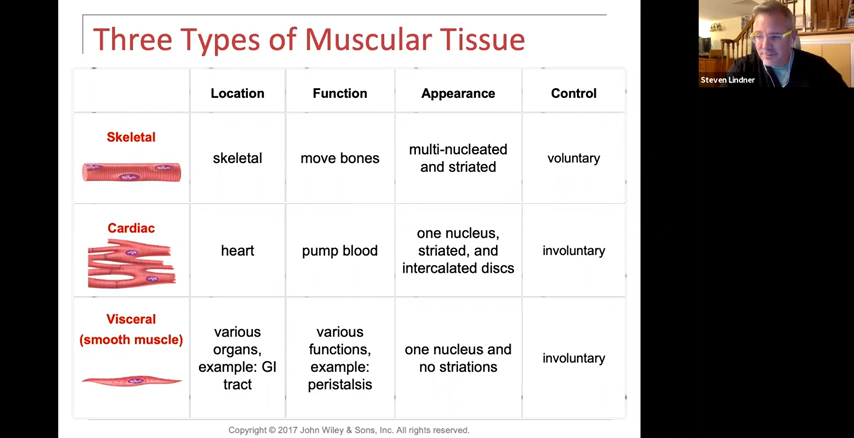 Three Types of Muscular Tissue
Steven Lindner
Location Function Appearance Control
Skeletal
skeletal
move bones
multi-nucleated
and striated
voluntary
Cardiac
heart
pump blood
one nucleus,
striated, and
intercalated discs
involuntary
Visceral
(smooth muscle)
various
organs,
example: GI
tract
various
functions,
example:
peristalsis
one nucleus and
no striations
involuntary
Copyright © 2017 John Wiley & Sons, Inc. All rights reserved.